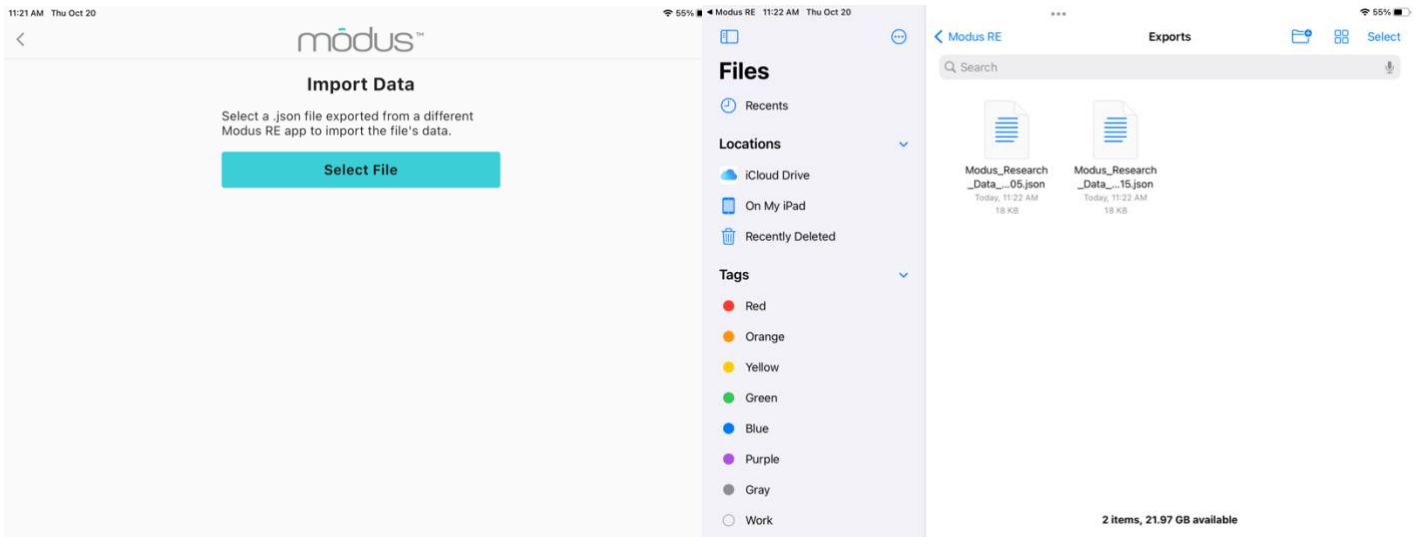 11:21 AM Thu Oct 20
55%
mōdus™
Import Data
Select a .json file exported from a different
Modus RE app to import the file's data.
Select File
Modus RE 11:22 AM Thu Oct 20
Files
Recents
Locations
iCloud Drive
On My iPad
Recently Deleted
Tags
Red
Orange
Yellow
Green
Blue
Purple
Gray
Work
55%
Modus RE
Exports
Select
Search
Modus_Research
_Data_...05.json
Today, 11:22 AM
18 KB
Modus_Research
_Data_...15.json
Today, 11:22 AM
18 KB
2 items, 21.97 GB available